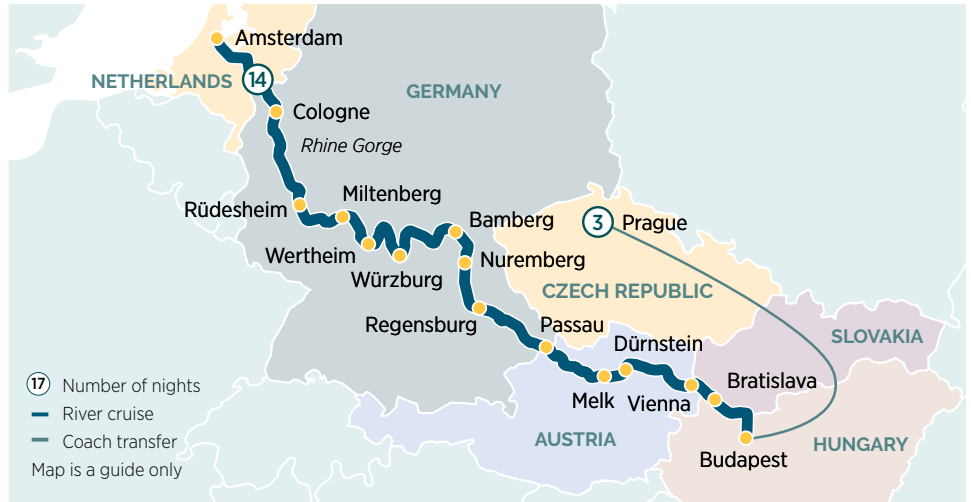 Amsterdam
NETHERLANDS
14
GERMANY
Cologne
Rhine Gorge
Miltenberg
Rüdesheim
Bamberg
3 Prague
Wertheim
Nuremberg
Würzburg
CZECH REPUBLIC
Regensburg
Passau
Dürnstein
SLOVAKIA
Bratislava
Melk
Vienna
AUSTRIA
HUNGARY
Budapest
17 Number of nights
River cruise
Coach transfer
Map is a guide only